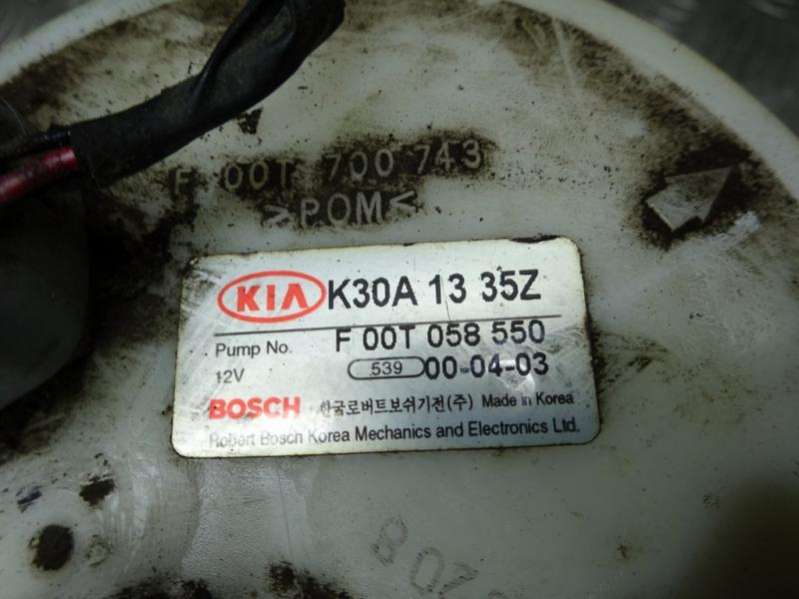 F 00T 700 743
>POM<
KIA K30A 13 35Z
Pump No. F 00T 058 550
12V 539 00-04-03
BOSCH 한국로버트보쉬기전(주) Made in Korea
Robert Bosch Korea Mechanics and Electronics Ltd.